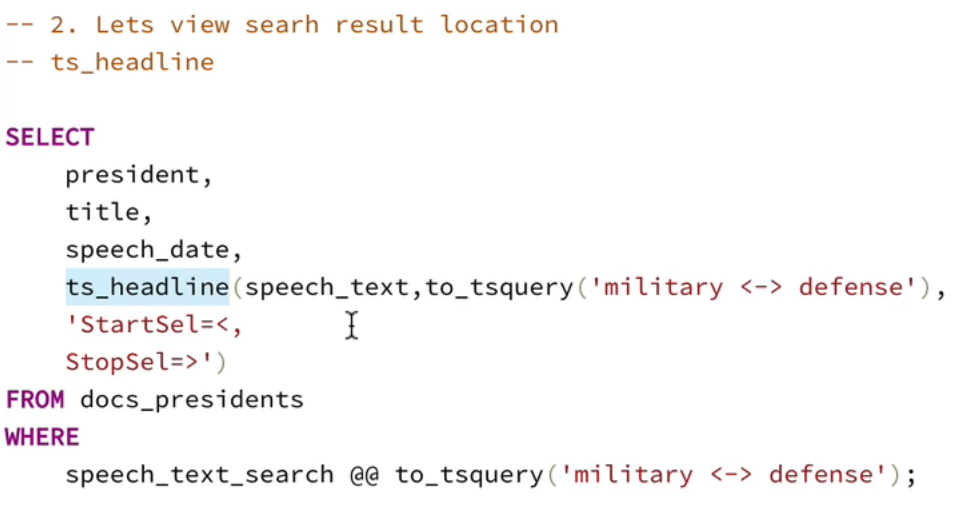 -- 2. Lets view searh result location
-- ts_headline
SELECT
president,
title,
speech_date,
ts_headline(speech_text,to_tsquery('military <-> defense'),
'StartSel=<,
StopSel=>')
FROM docs_presidents
WHERE
speech_text_search @@ to_tsquery('military <-> defense');